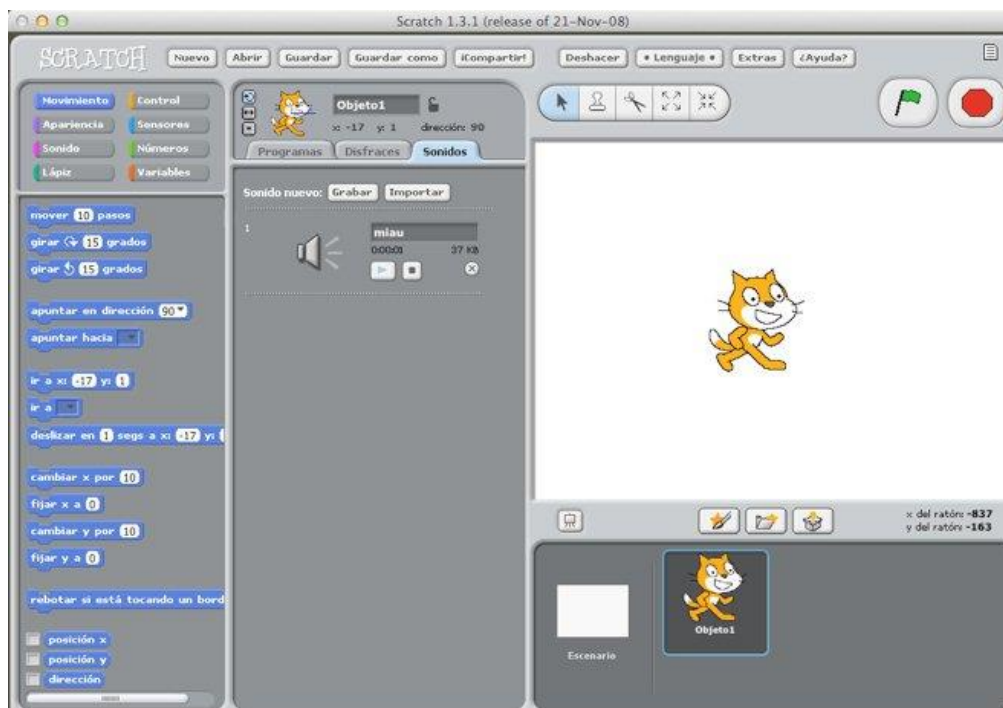 Scratch 1.3.1 (release of 21-Nov-08)
SCRATCH Nuevo Abrir Guardar Guardar como ¡Compartir! Deshacer • Lenguaje • Extras ¿Ayuda?
Movimiento Control
Apariencia Sensores
Sonido Números
Lápiz Variables
mover 10 pasos
girar 15 grados
girar 15 grados
apuntar en dirección 90
apuntar hacia
ir a x: -17 y: 1
ir a
deslizar en 1 segs a x: -17 y:
cambiar x por 10
fijar x a 0
cambiar y por 10
fijar y a 0
rebotar si está tocando un bord
posición x
posición y
dirección
Objeto1
x: -17 y: 1 dirección: 90
Programas Disfraces Sonidos
Sonido nuevo: Grabar Importar
1
miau
0:00:01 37 KB
x del ratón: -837
y del ratón: -163
Escenario
Objeto1